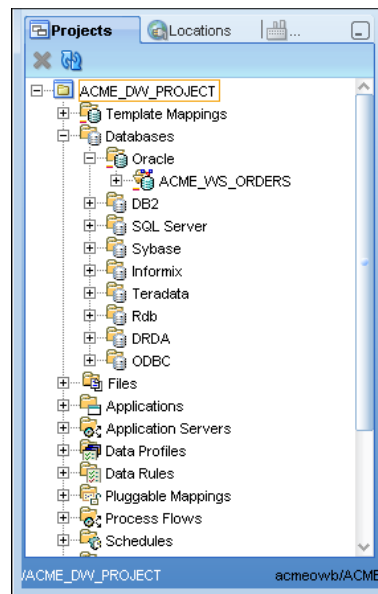 Projects Locations ...
ACME_DW_PROJECT
Template Mappings
Databases
Oracle
ACME_WS_ORDERS
DB2
SQL Server
Sybase
Informix
Teradata
Rdb
DRDA
ODBC
Files
Applications
Application Servers
Data Profiles
Data Rules
Pluggable Mappings
Process Flows
Schedules
/ACME_DW_PROJECT acmeowb/ACME